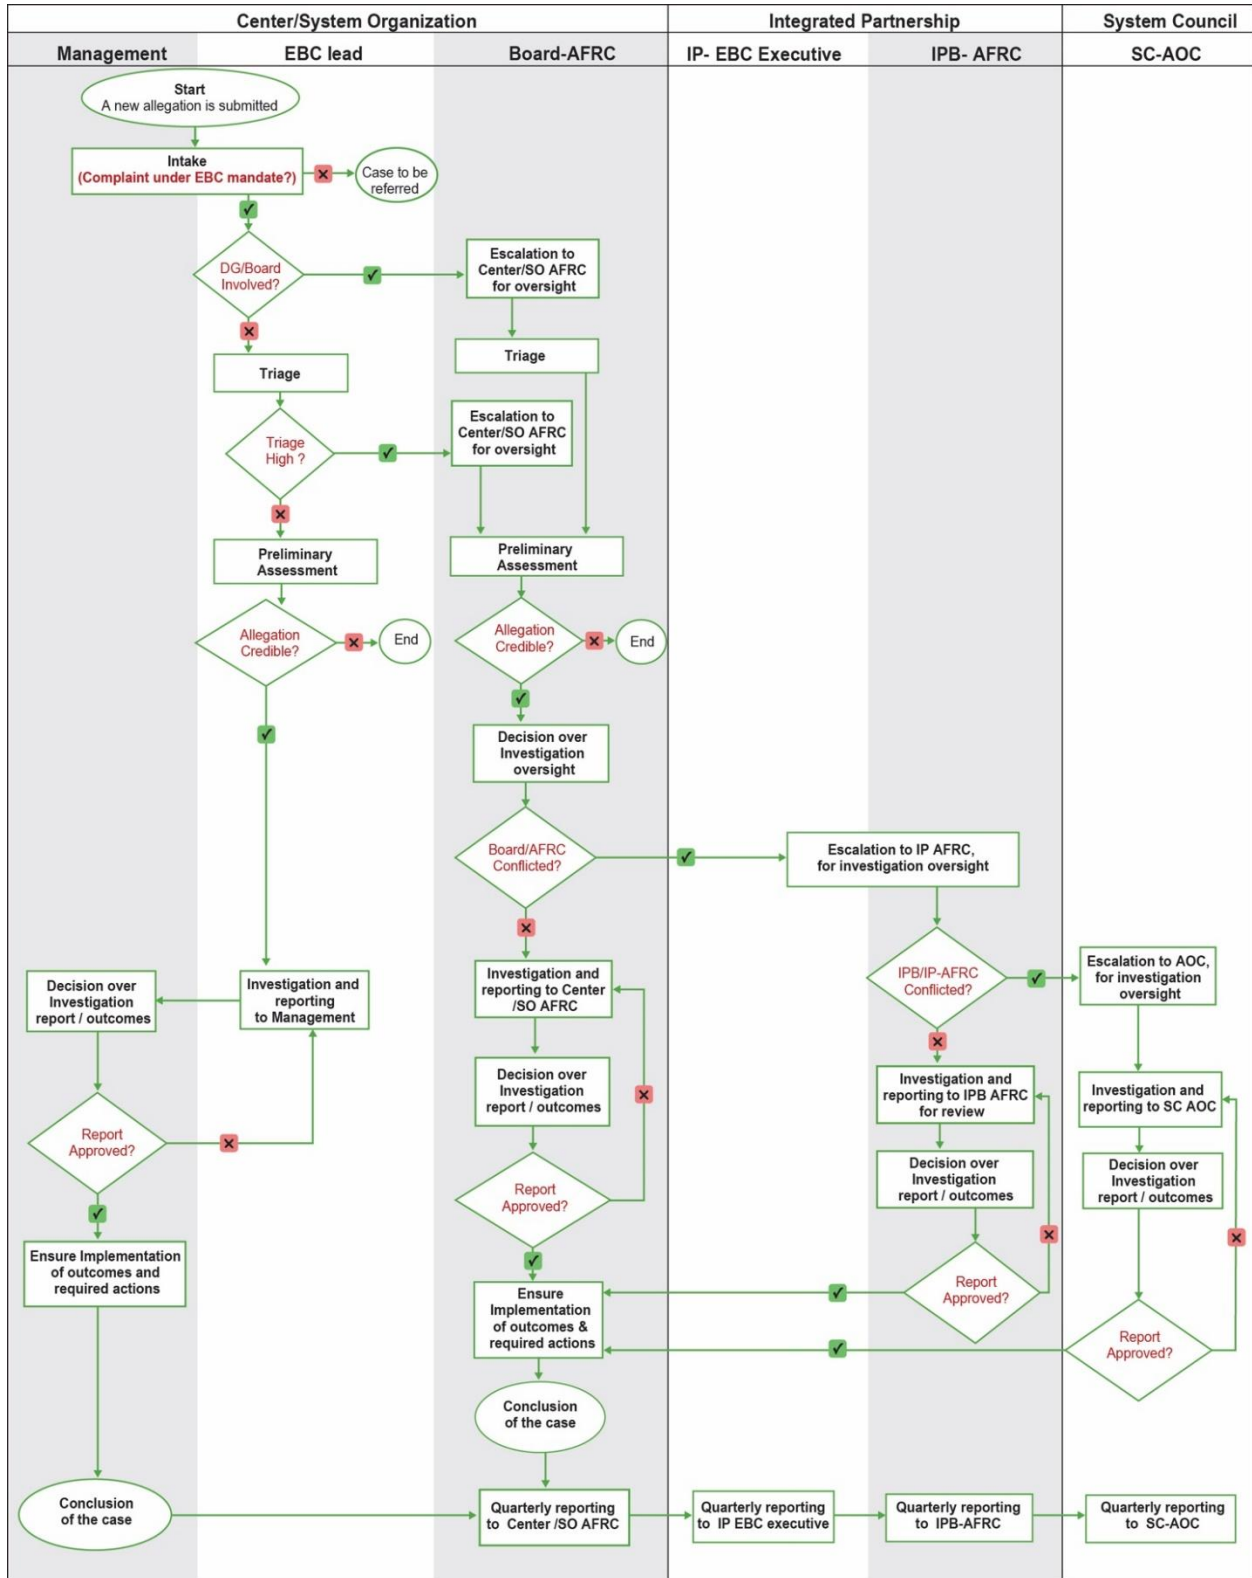 Center/System Organization
Integrated Partnership
System Council
Management
EBC lead
Board-AFRC
IP- EBC Executive
IPB- AFRC
SC-AOC
Start
A new allegation is submitted
Intake
(Complaint under EBC mandate?)
Case to be
referred
DG/Board
Involved?
Escalation to
Center/SO AFRC
for oversight
Triage
Triage
Triage
High ?
Escalation to
Center/SO AFRC
for oversight
Preliminary
Assessment
Preliminary
Assessment
Allegation
Credible?
End
Allegation
Credible?
End
Decision over
Investigation
oversight
Board/AFRC
Conflicted?
Escalation to IP AFRC,
for investigation oversight
IPB/IP-AFRC
Conflicted?
Escalation to AOC,
for investigation
oversight
Decision over
Investigation
report / outcomes
Investigation and
reporting
to Management
Investigation and
reporting to Center
/SO AFRC
Decision over
Investigation
report / outcomes
Investigation and
reporting to IPB AFRC
for review
Investigation and
reporting to SC AOC
Report
Approved?
Report
Approved?
Decision over
Investigation
report / outcomes
Decision over
Investigation
report / outcomes
Ensure Implementation
of outcomes and
required actions
Ensure
Implementation
of outcomes &
required actions
Report
Approved?
Report
Approved?
Conclusion
of the case
Conclusion
of the case
Quarterly reporting
to Center /SO AFRC
Quarterly reporting
to IP EBC executive
Quarterly reporting
to IPB-AFRC
Quarterly reporting
to SC-AOC